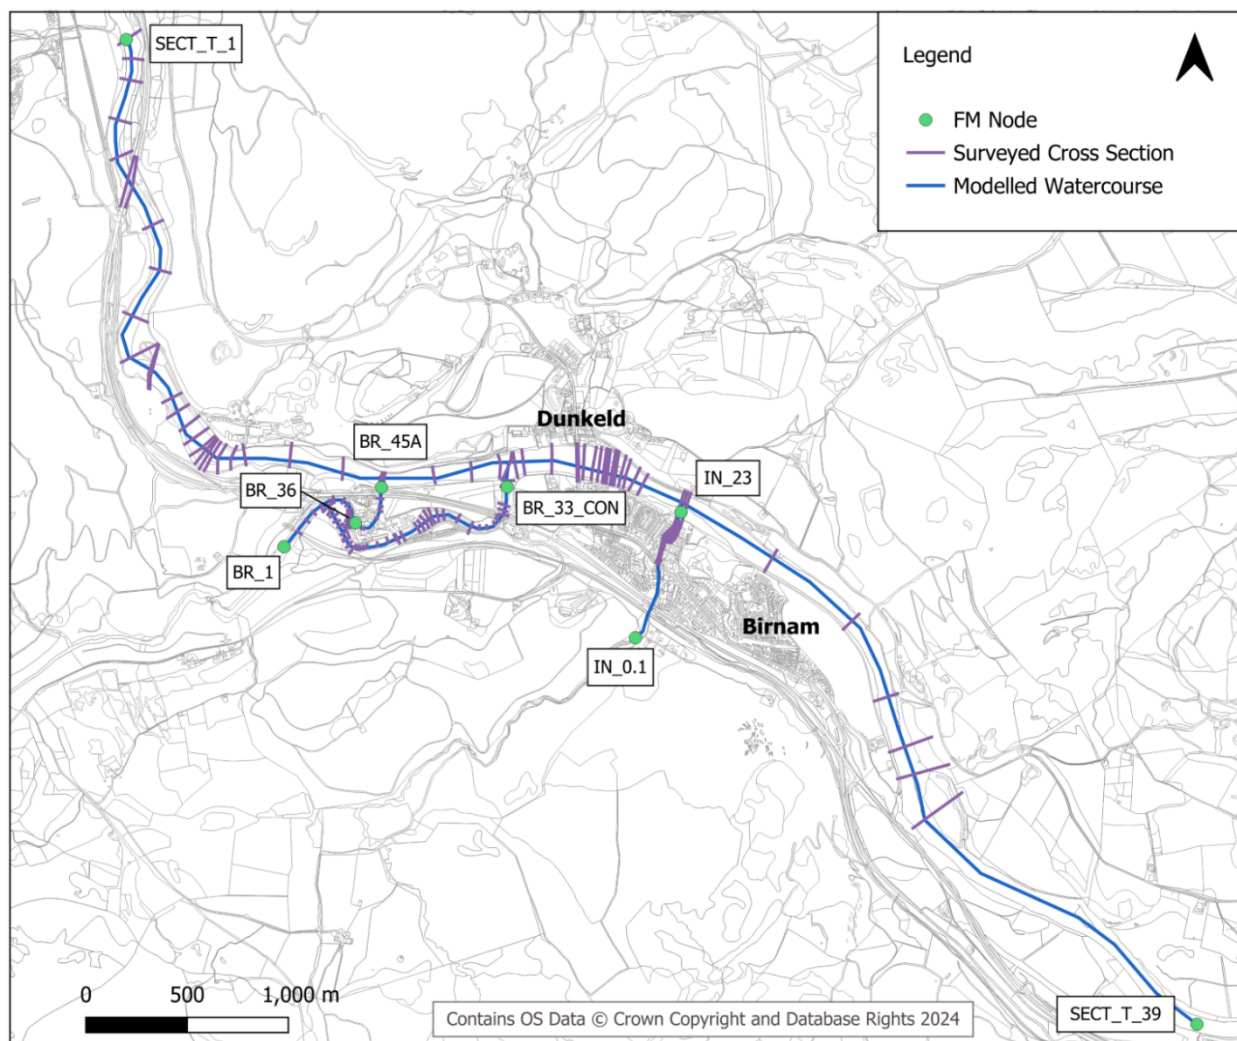 SECT_T_1
Legend
FM Node
Surveyed Cross Section
Modelled Watercourse
Dunkeld
BR_45A
BR_36
IN_23
BR_33_CON
BR_1
Birnam
IN_0.1
0 500 1,000 m
Contains OS Data © Crown Copyright and Database Rights 2024
SECT_T_39